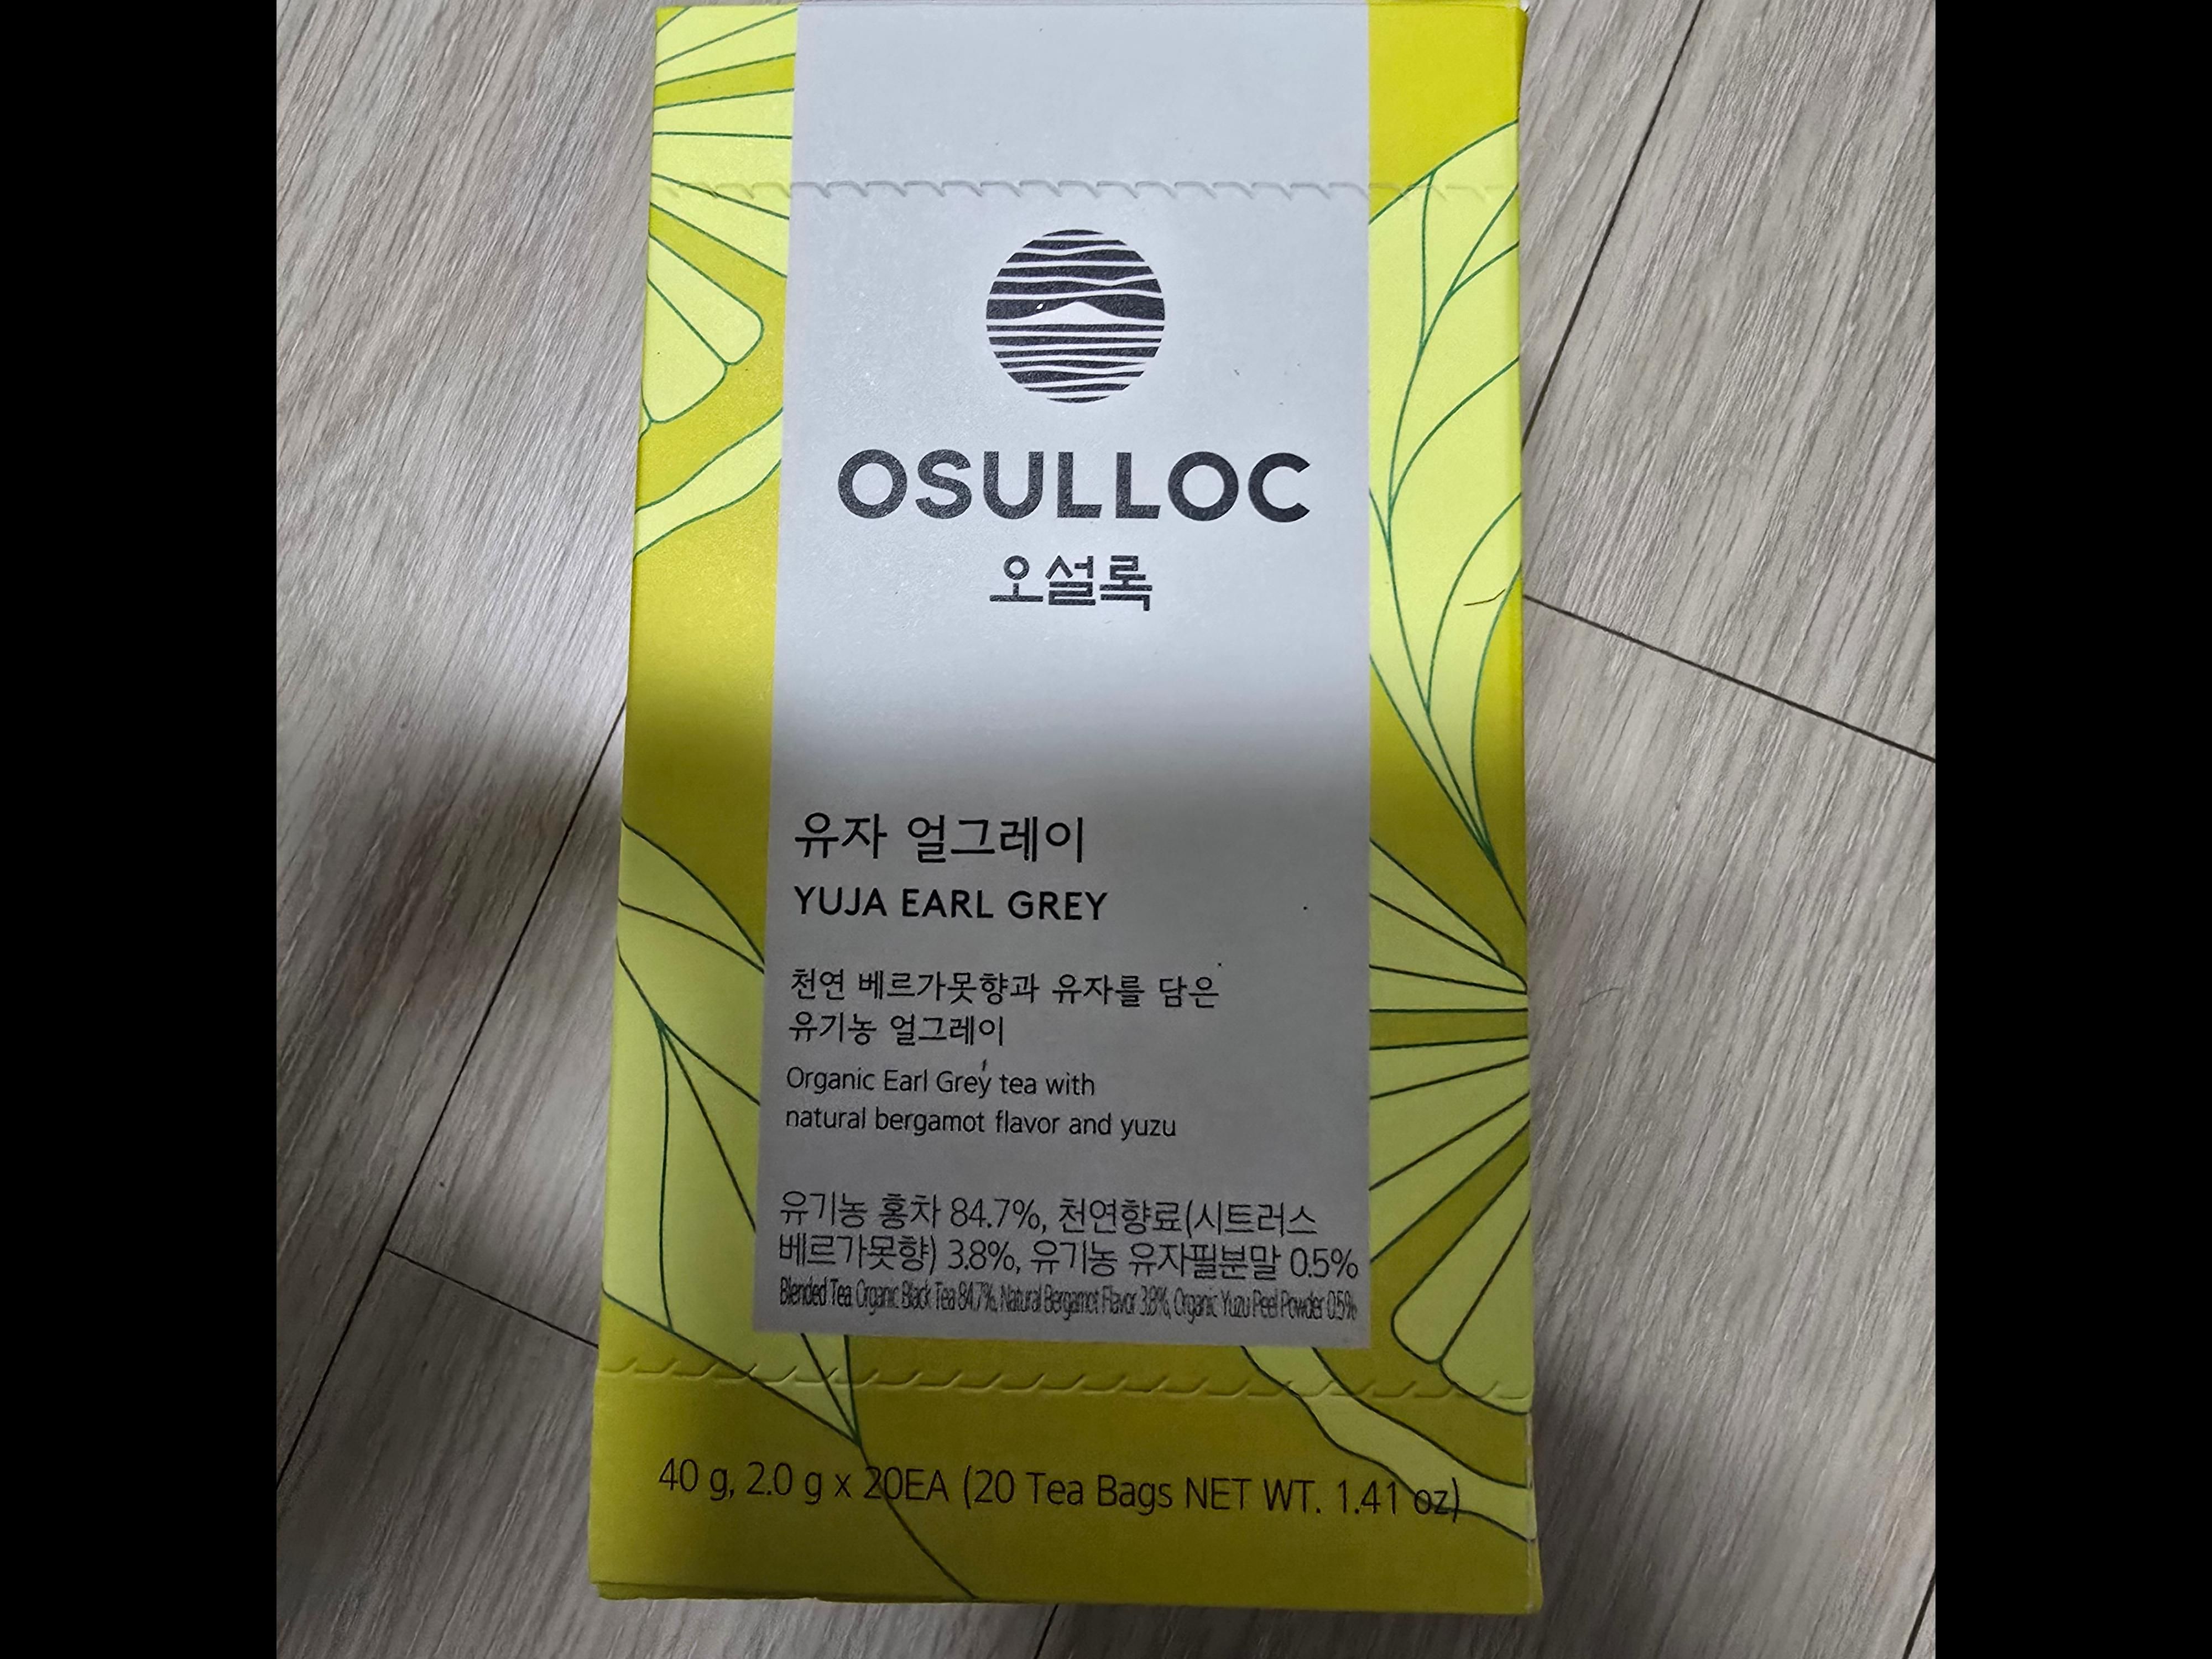 OSULLOC
오설록
유자 얼그레이
YUJA EARL GREY
천연 베르가못향과 유자를 담은
유기농 얼그레이
Organic Earl Grey tea with
natural bergamot flavor and yuzu
유기농 홍차 84.7%, 천연향료(시트러스
베르가못향) 3.8%, 유기농 유자필분말 0.5%
Blended Tea: Organic Black Tea 84.7%, Natural Bergamot Flavor 3.8%, Organic Yuzu Peel Powder 0.5%
40 g, 2.0 g x 20EA (20 Tea Bags NET WT. 1.41 oz)